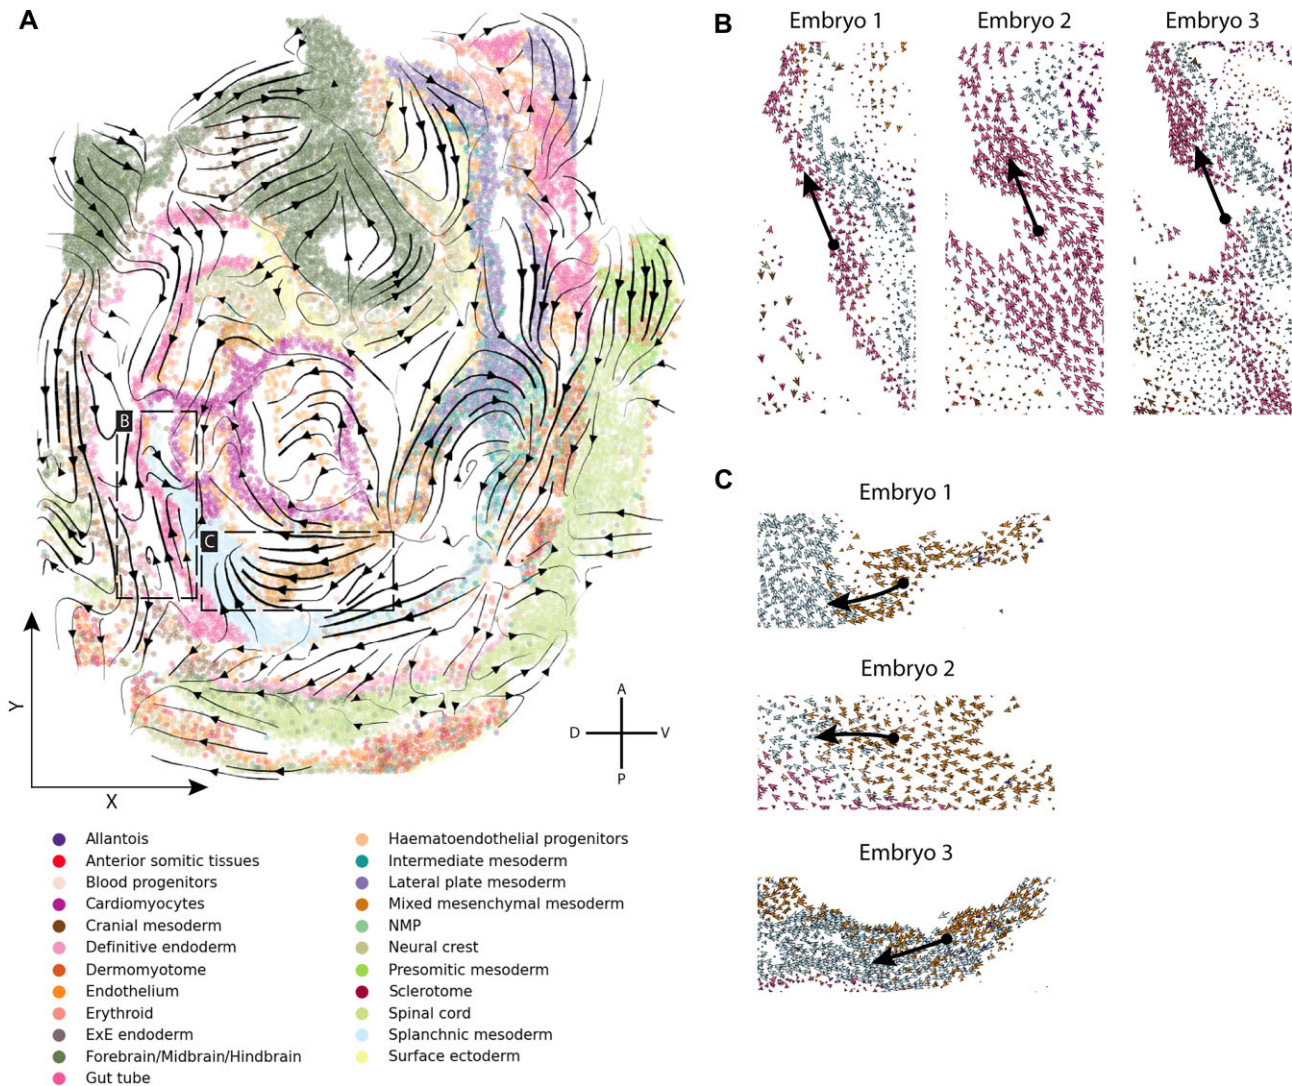 A
B
Embryo 1
Embryo 2
Embryo 3
B
C
C
Embryo 1
Embryo 2
Embryo 3
Y
X
A
D
V
P
Allantois
Anterior somitic tissues
Blood progenitors
Cardiomyocytes
Cranial mesoderm
Definitive endoderm
Dermomyotome
Endothelium
Erythroid
ExE endoderm
Forebrain/Midbrain/Hindbrain
Gut tube
Haematoendothelial progenitors
Intermediate mesoderm
Lateral plate mesoderm
Mixed mesenchymal mesoderm
NMP
Neural crest
Presomitic mesoderm
Sclerotome
Spinal cord
Splanchnic mesoderm
Surface ectoderm